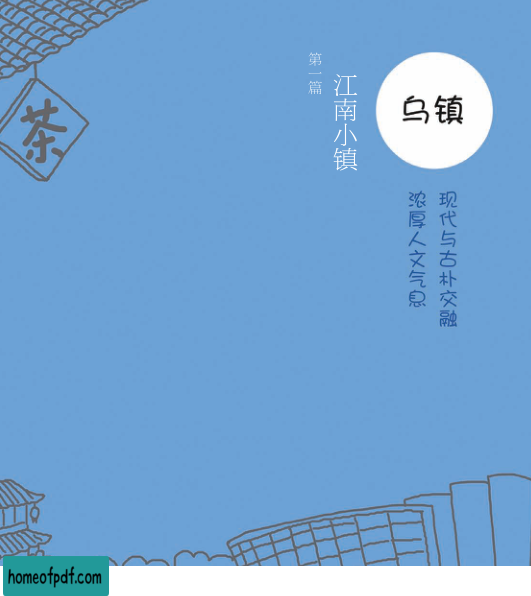 乌镇
现代与古朴交融
浓厚人文气息
江南小镇
第一篇
茶
homeofpdf.com